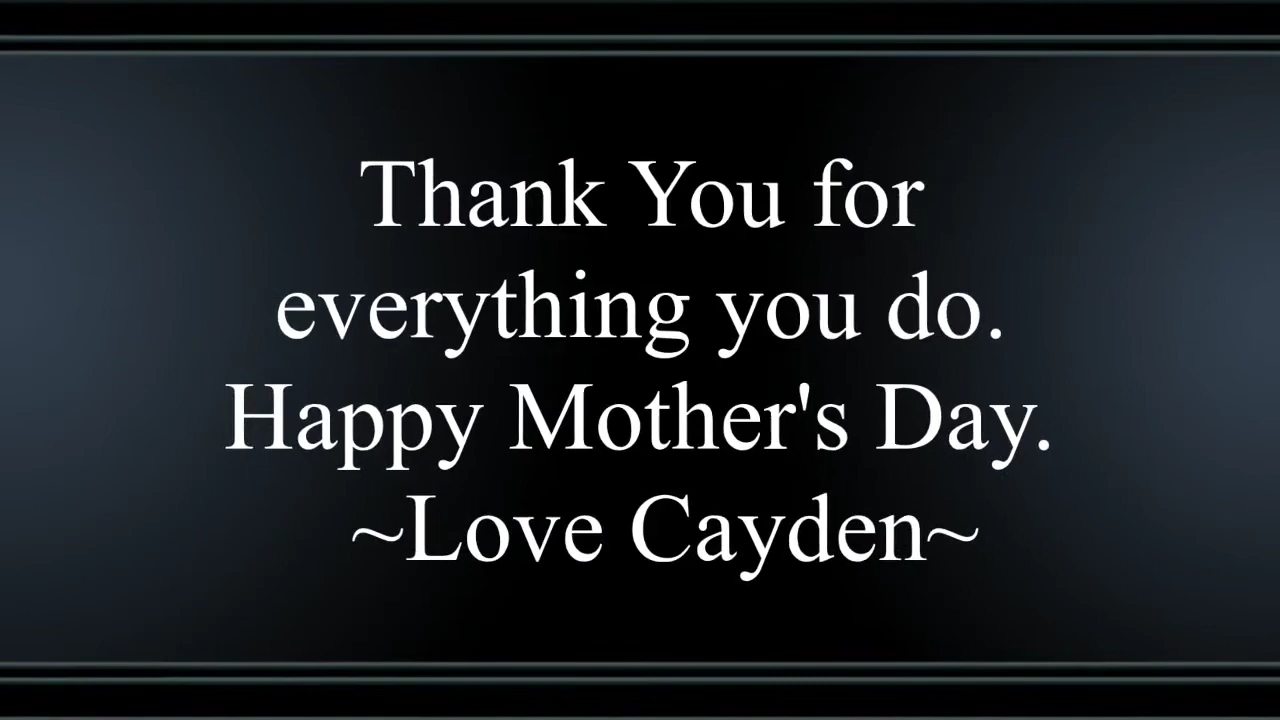 Thank You for
everything you do.
Happy Mother's Day.
~Love Cayden~